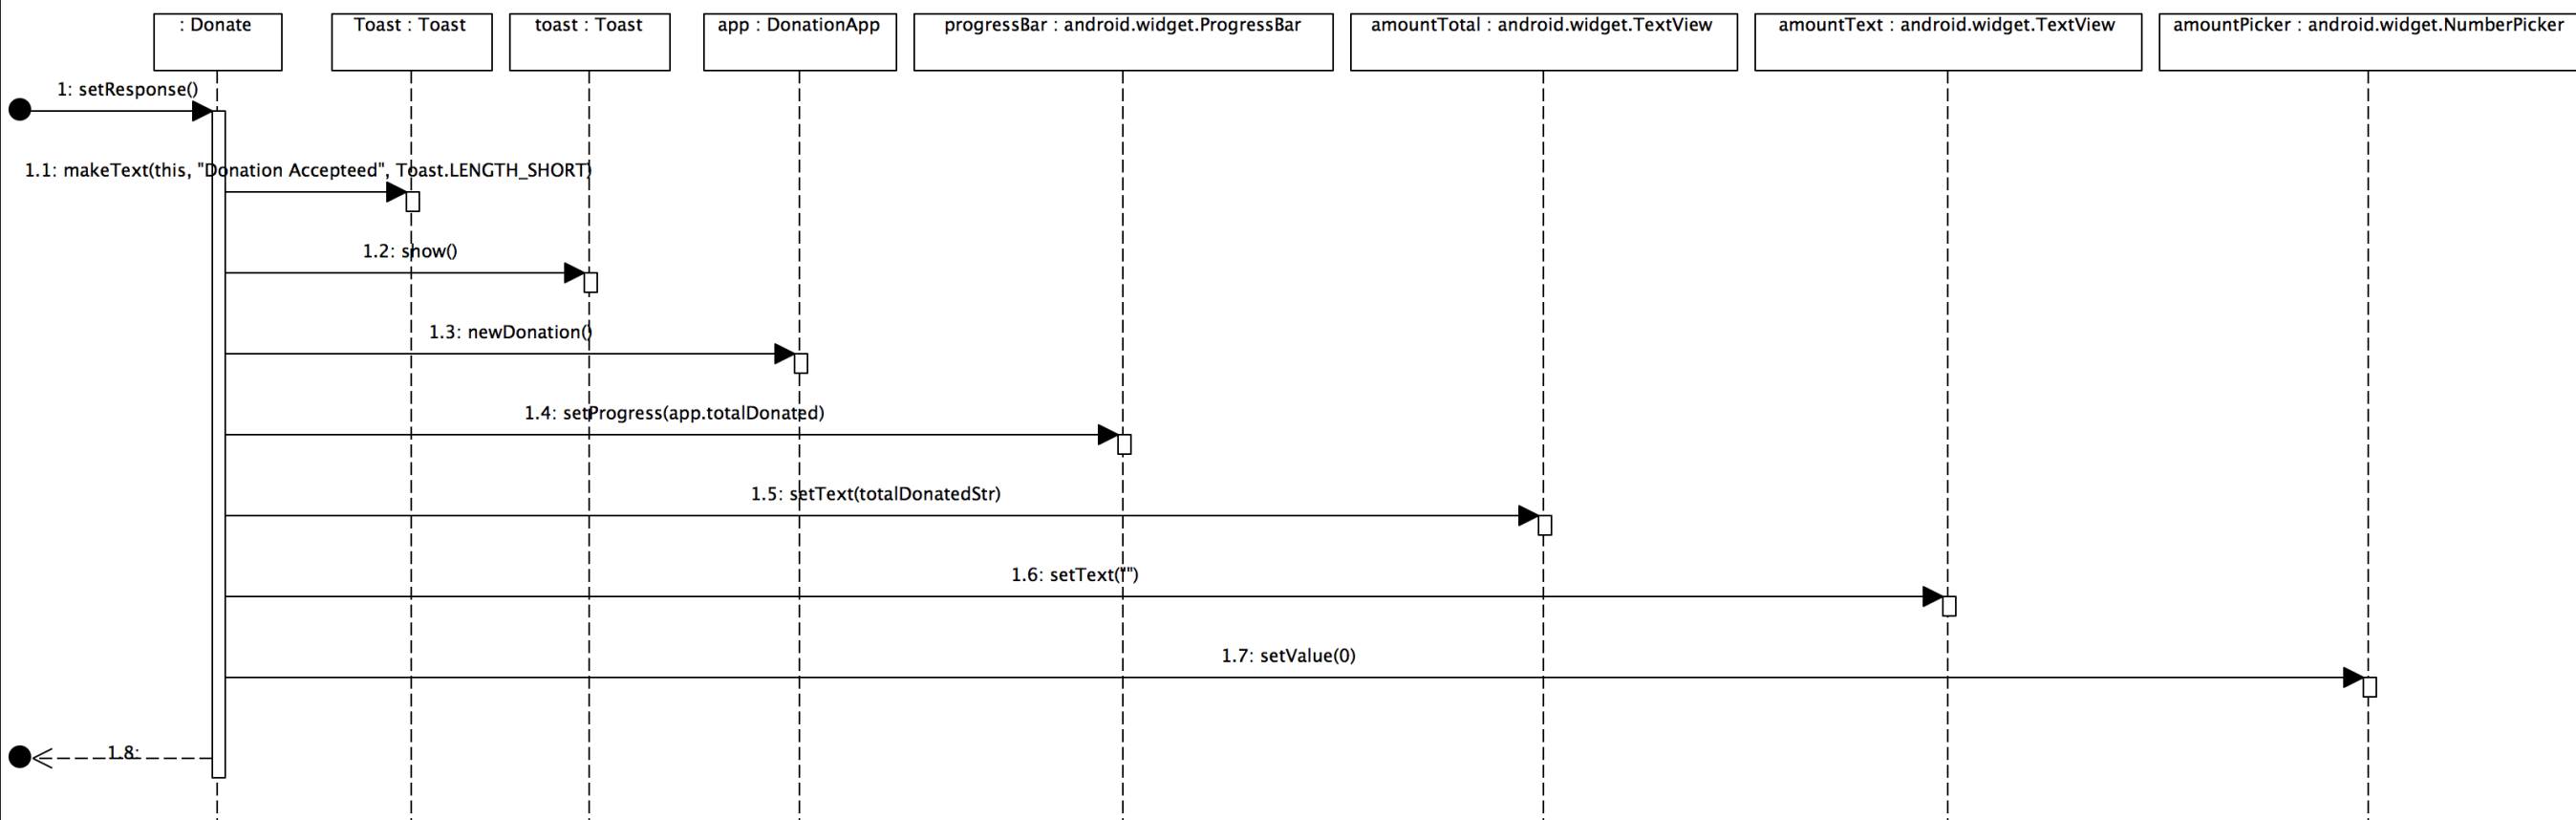 : Donate
Toast : Toast
toast : Toast
app : DonationApp
progressBar : android.widget.ProgressBar
amountTotal : android.widget.TextView
amountText : android.widget.TextView
amountPicker : android.widget.NumberPicker
1: setResponse()
1.1: makeText(this, "Donation Accepteed", Toast.LENGTH_SHORT)
1.2: show()
1.3: newDonation()
1.4: setProgress(app.totalDonated)
1.5: setText(totalDonatedStr)
1.6: setText("")
1.7: setValue(0)
1.8: